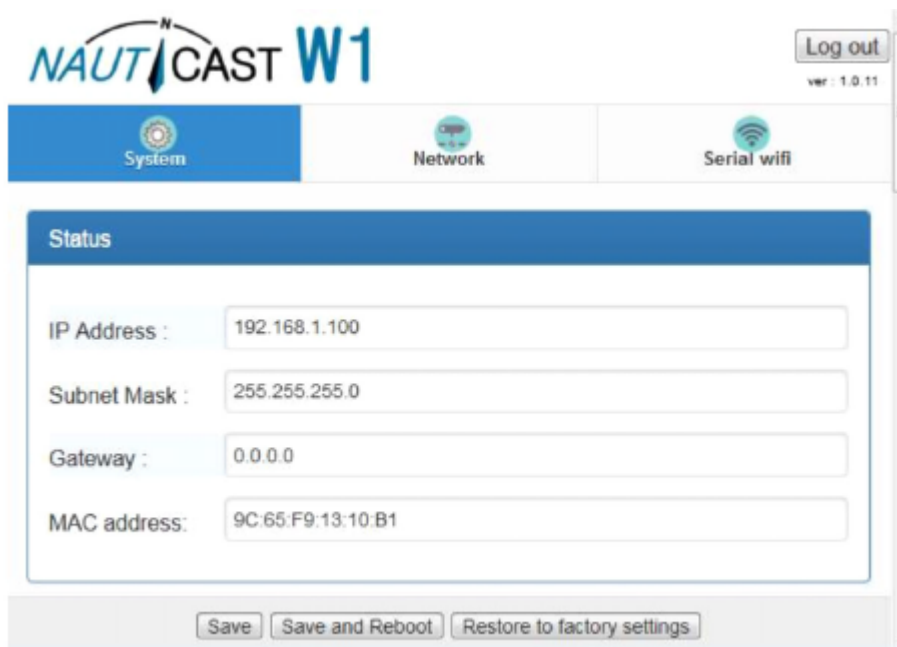 N
NAUTICAST W1
Log out
ver : 1.0.11
System
Network
Serial wifi
Status
IP Address :
192.168.1.100
Subnet Mask :
255.255.255.0
Gateway :
0.0.0.0
MAC address:
9C:65:F9:13:10:B1
Save
Save and Reboot
Restore to factory settings